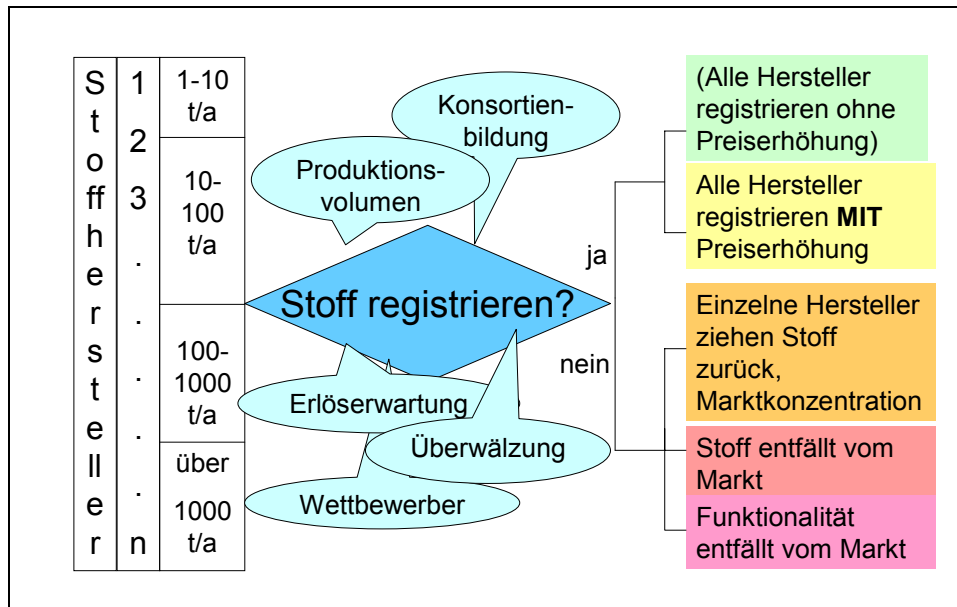 Stoffhersteller
1
2
3
.
.
.
.
.
n
1-10
t/a
10-
100
t/a
100-
1000
t/a
über
1000
t/a
Konsortien-
bildung
Produktions-
volumen
Stoff registrieren?
Erlöserwartung
Überwälzung
Wettbewerber
ja
nein
(Alle Hersteller
registrieren ohne
Preiserhöhung)
Alle Hersteller
registrieren MIT
Preiserhöhung
Einzelne Hersteller
ziehen Stoff
zurück,
Marktkonzentration
Stoff entfällt vom
Markt
Funktionalität
entfällt vom Markt